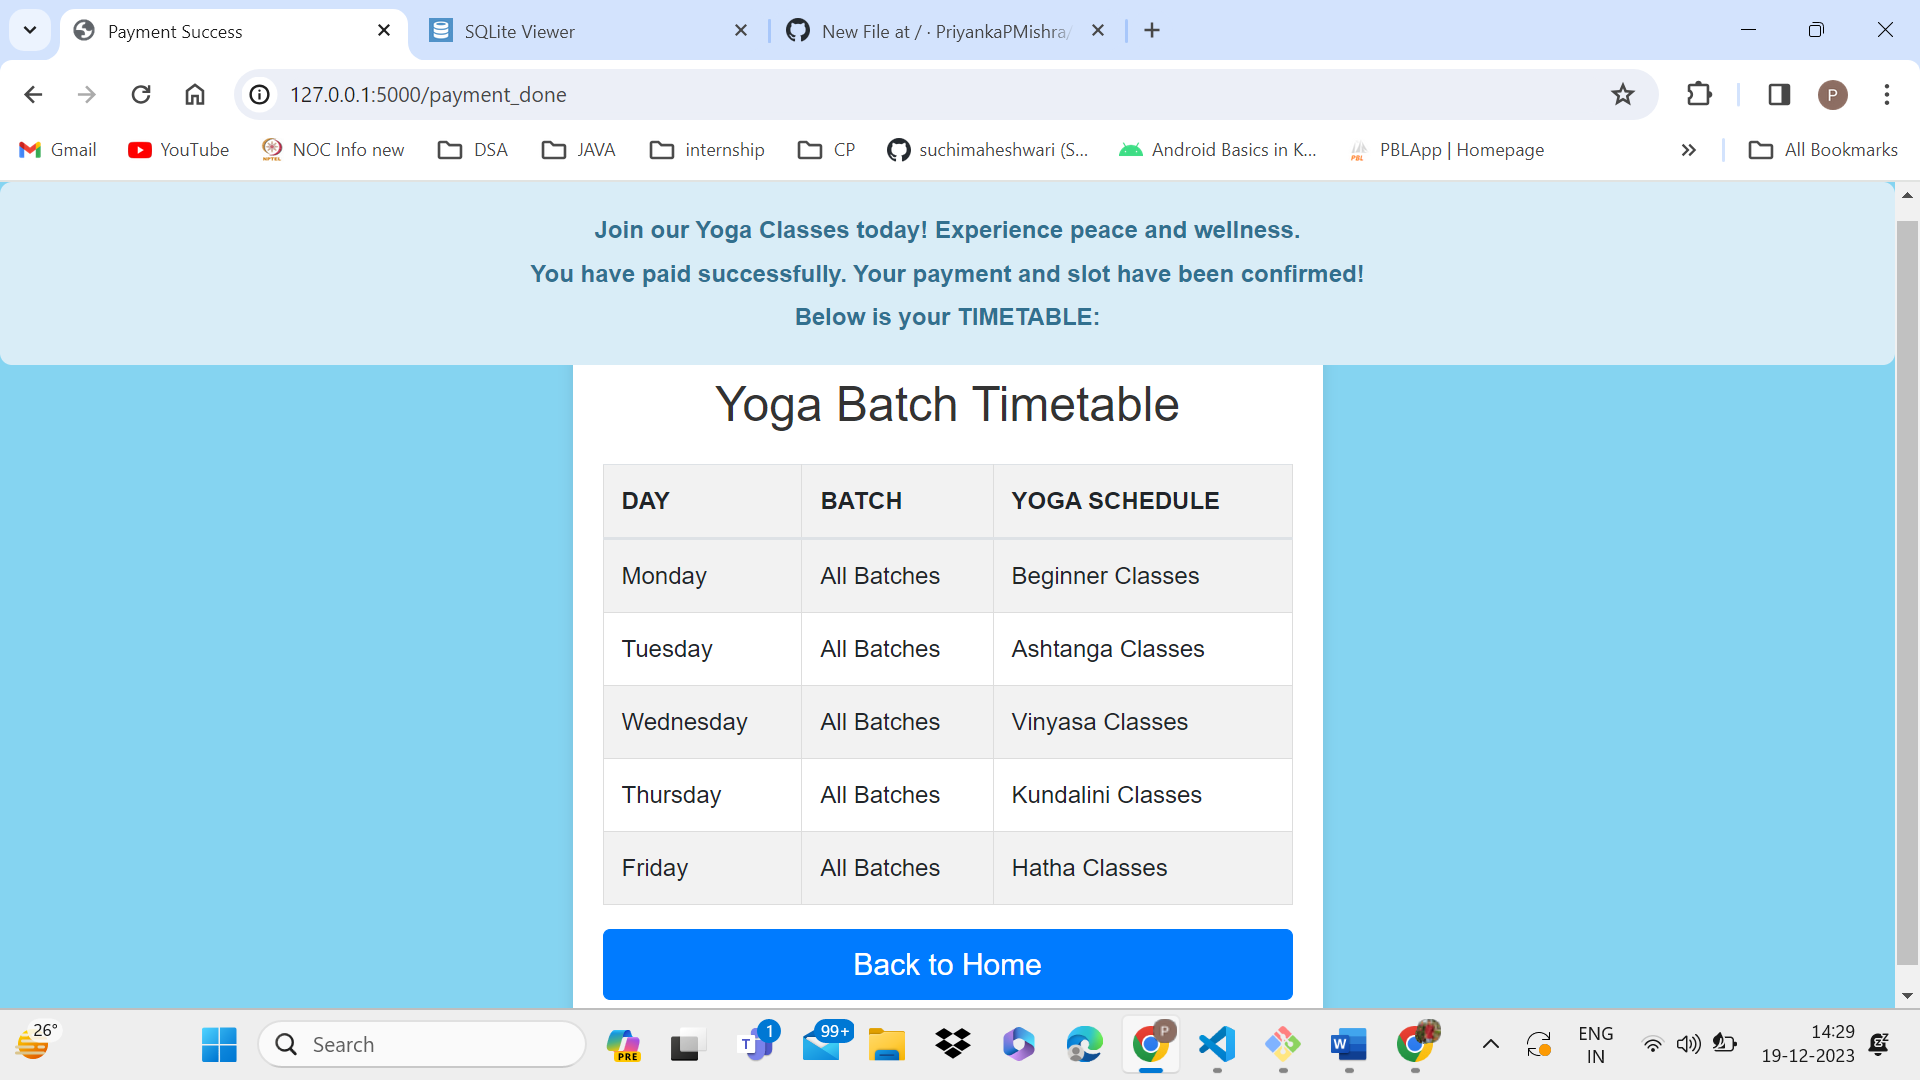 Payment Success
SQLite Viewer
New File at / · PriyankaPMishra/
127.0.0.1:5000/payment_done
P
Gmail
YouTube
NOC Info new
DSA
JAVA
internship
CP
suchimaheshwari (S...
Android Basics in K...
PBLApp | Homepage
All Bookmarks
Join our Yoga Classes today! Experience peace and wellness.
You have paid successfully. Your payment and slot have been confirmed!
Below is your TIMETABLE:
Yoga Batch Timetable
DAY BATCH YOGA SCHEDULE
Monday All Batches Beginner Classes
Tuesday All Batches Ashtanga Classes
Wednesday All Batches Vinyasa Classes
Thursday All Batches Kundalini Classes
Friday All Batches Hatha Classes
Back to Home
26°
Search
PRE
T
1
99+
W
P
ENG
IN
14:29
19-12-2023